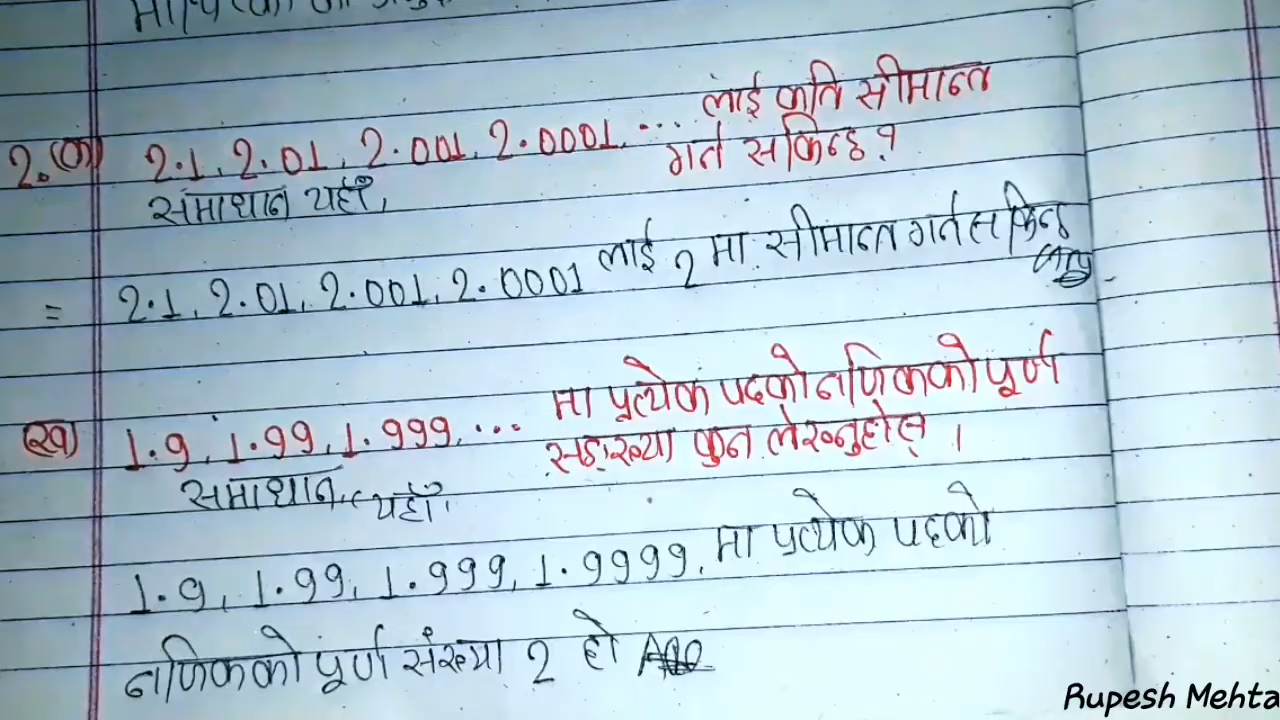 2.(क) 2.1, 2.01, 2.001, 2.0001, ... लाई कति सीमान्त
गर्न सकिन्छ ?
समाधान यहाँ,
= 2.1, 2.01, 2.001, 2.0001 लाई 2 मा सीमान्त गर्न सकिन्छ
(ख) 1.9, 1.99, 1.999, ... मा प्रत्येक पदको नजिकको पूर्ण
सङ्ख्या कुन लेख्नुहोस् ।
समाधान, यहाँ,
1.9, 1.99, 1.999, 1.9999, मा प्रत्येक पदको
नजिकको पूर्ण संख्या 2 हो
Rupesh Mehta